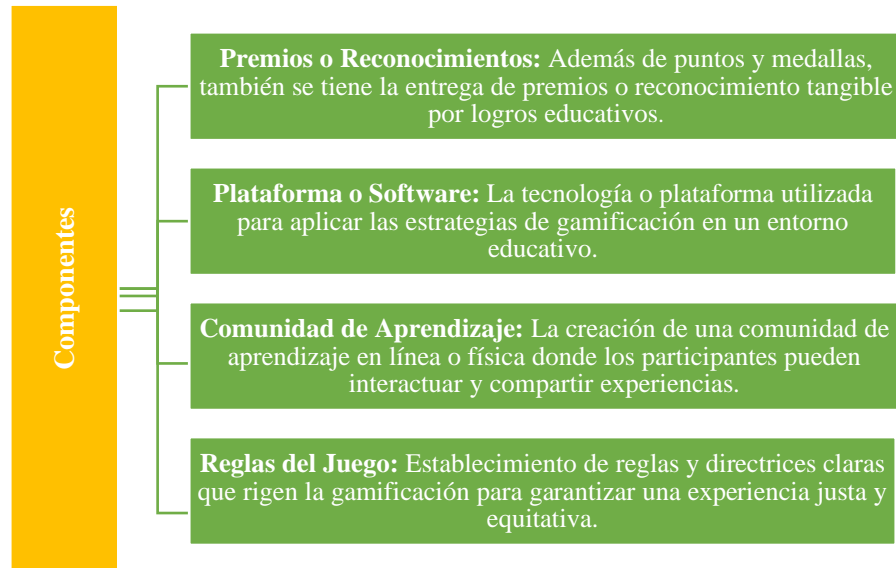 Componentes
Premios o Reconocimientos: Además de puntos y medallas,
también se tiene la entrega de premios o reconocimiento tangible
por logros educativos.
Plataforma o Software: La tecnología o plataforma utilizada
para aplicar las estrategias de gamificación en un entorno
educativo.
Comunidad de Aprendizaje: La creación de una comunidad de
aprendizaje en línea o física donde los participantes pueden
interactuar y compartir experiencias.
Reglas del Juego: Establecimiento de reglas y directrices claras
que rigen la gamificación para garantizar una experiencia justa y
equitativa.